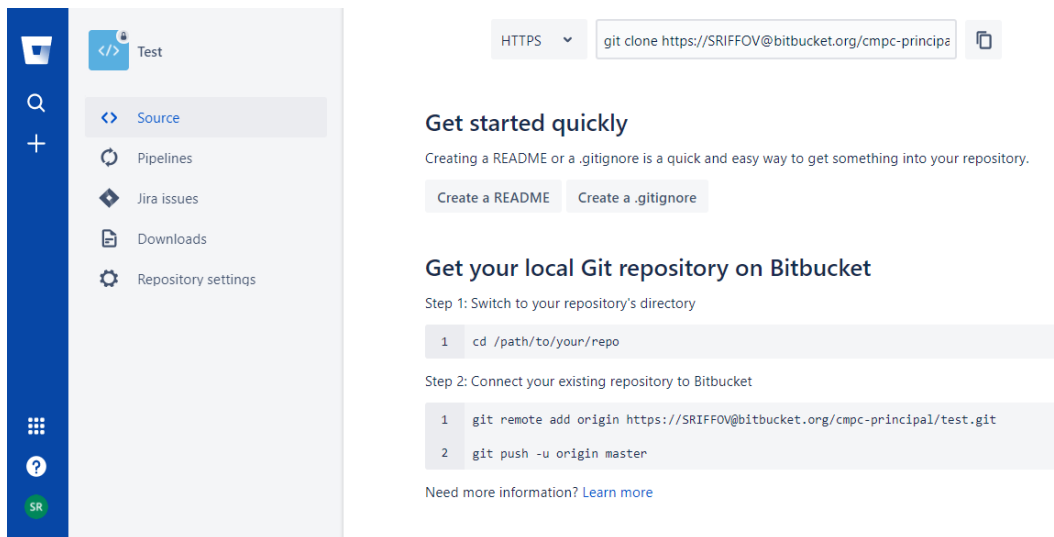 Test
Source
Pipelines
Jira issues
Downloads
Repository settings
SR
HTTPS git clone https://SRIFFOV@bitbucket.org/cmpc-principa
Get started quickly
Creating a README or a .gitignore is a quick and easy way to get something into your repository.
Create a README Create a .gitignore
Get your local Git repository on Bitbucket
Step 1: Switch to your repository's directory
1 cd /path/to/your/repo
Step 2: Connect your existing repository to Bitbucket
1 git remote add origin https://SRIFFOV@bitbucket.org/cmpc-principal/test.git
2 git push -u origin master
Need more information? Learn more